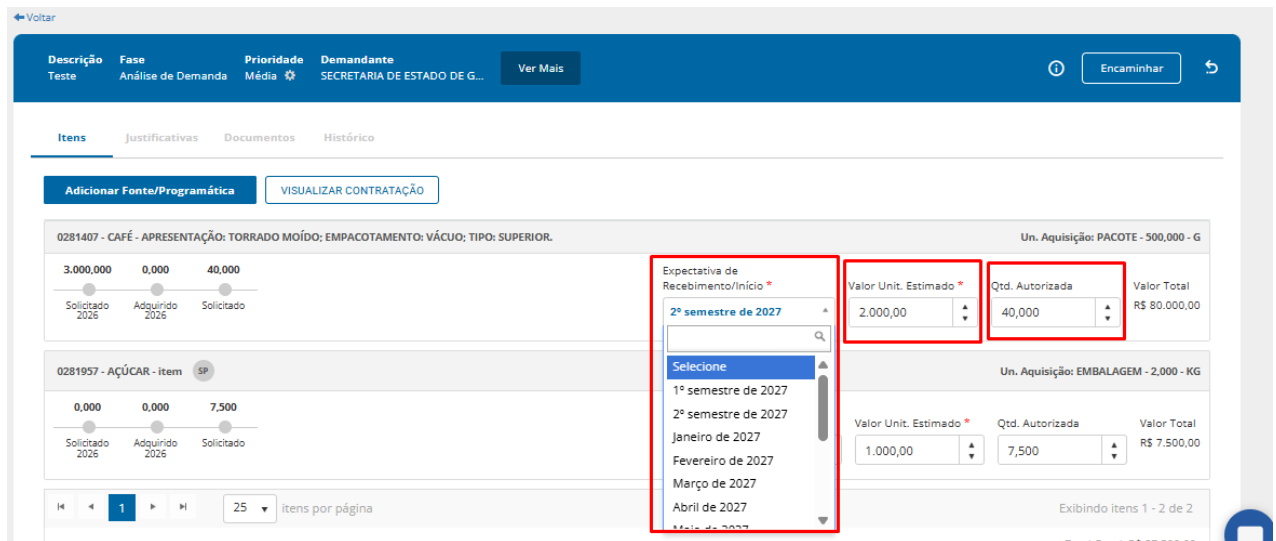 Voltar
Descrição Fase Prioridade Demandante
Teste Análise de Demanda Média SECRETARIA DE ESTADO DE G...
Ver Mais
Encaminhar
Itens Justificativas Documentos Histórico
Adicionar Fonte/Programática VISUALIZAR CONTRATAÇÃO
0281407 - CAFÉ - APRESENTAÇÃO: TORRADO MOÍDO; EMPACOTAMENTO: VÁCUO; TIPO: SUPERIOR. Un. Aquisição: PACOTE - 500,000 - G
3.000,000 0,000 40,000
Solicitado 2026 Adquirido 2026 Solicitado
Expectativa de
Recebimento/Início * Valor Unit. Estimado * Qtd. Autorizada Valor Total
2º semestre de 2027 2.000,00 40,000 R$ 80.000,00
Selecione
1º semestre de 2027
2º semestre de 2027
Janeiro de 2027
Fevereiro de 2027
Março de 2027
Abril de 2027
Maio de 2027
0281957 - AÇÚCAR - item SP Un. Aquisição: EMBALAGEM - 2,000 - KG
0,000 0,000 7,500
Solicitado 2026 Adquirido 2026 Solicitado
Valor Unit. Estimado * Qtd. Autorizada Valor Total
1.000,00 7,500 R$ 7.500,00
1 25 itens por página Exibindo itens 1 - 2 de 2